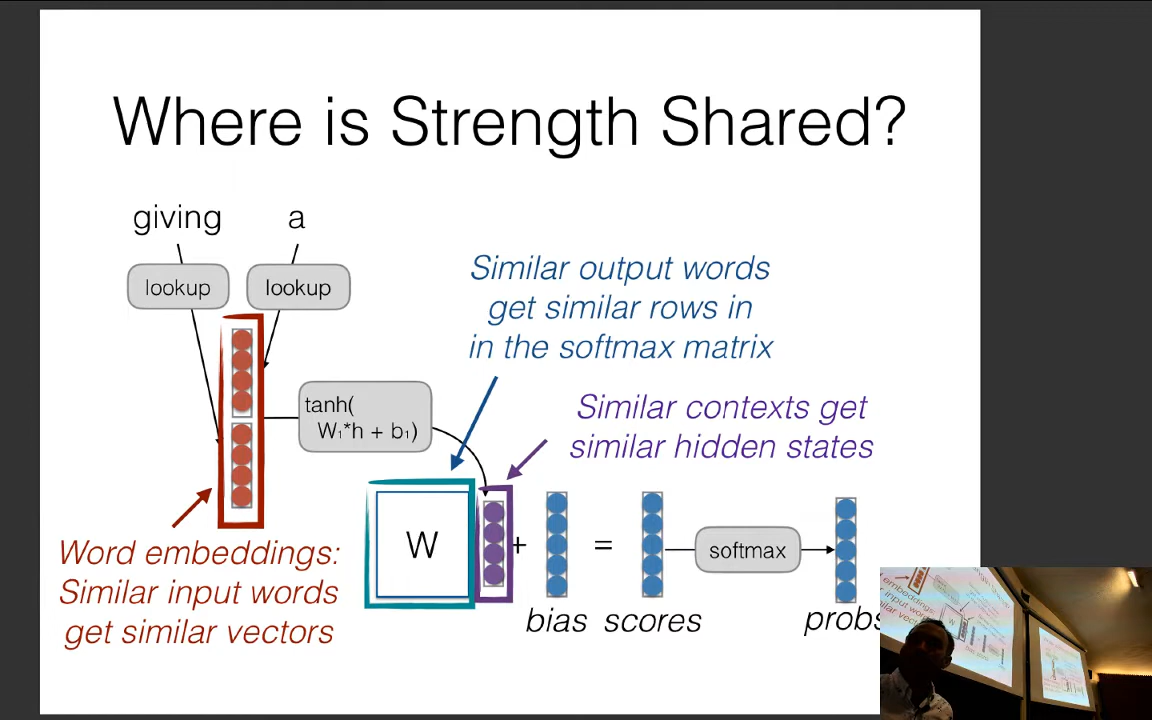 Where is Strength Shared?
giving a
lookup lookup
Similar output words
get similar rows in
in the softmax matrix
tanh(
W₁*h + b₁)
Similar contexts get
similar hidden states
W + = softmax
bias scores probs
Word embeddings:
Similar input words
get similar vectors